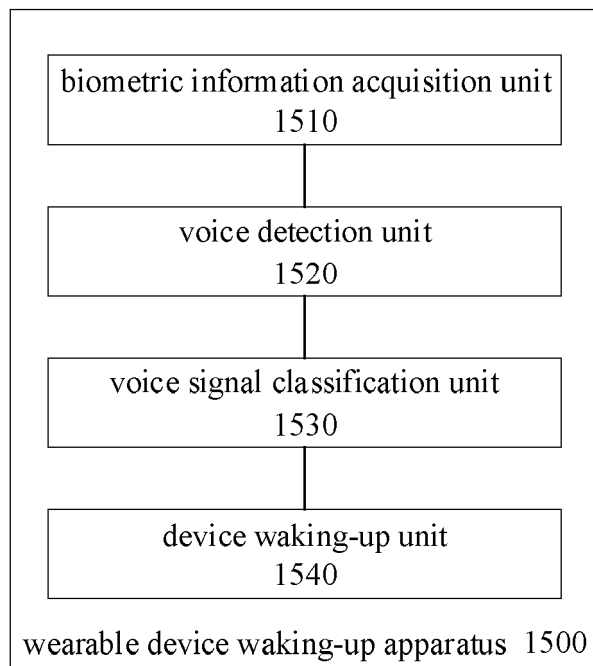 biometric information acquisition unit
1510
voice detection unit
1520
voice signal classification unit
1530
device waking-up unit
1540
wearable device waking-up apparatus 1500